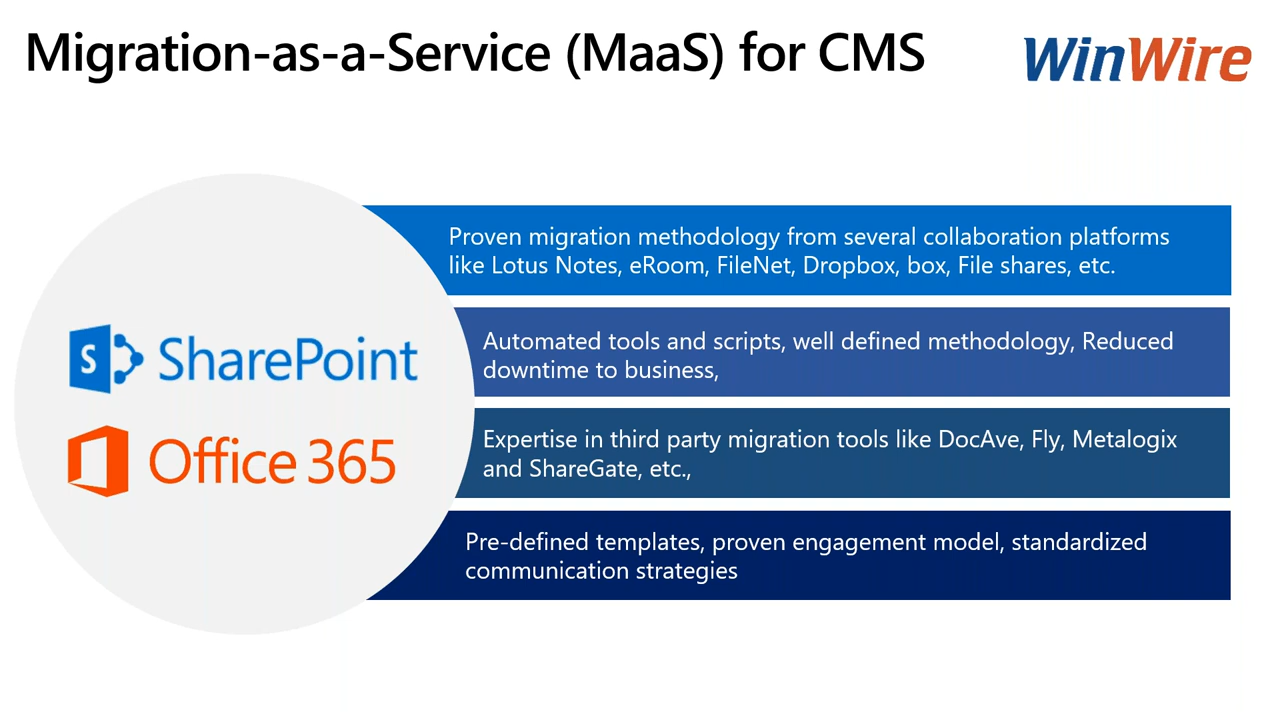 Migration-as-a-Service (MaaS) for CMS
WinWire
Proven migration methodology from several collaboration platforms
like Lotus Notes, eRoom, FileNet, Dropbox, box, File shares, etc.
Automated tools and scripts, well defined methodology, Reduced
downtime to business,
S SharePoint
Office 365
Expertise in third party migration tools like DocAve, Fly, Metalogix
and ShareGate, etc.,
Pre-defined templates, proven engagement model, standardized
communication strategies